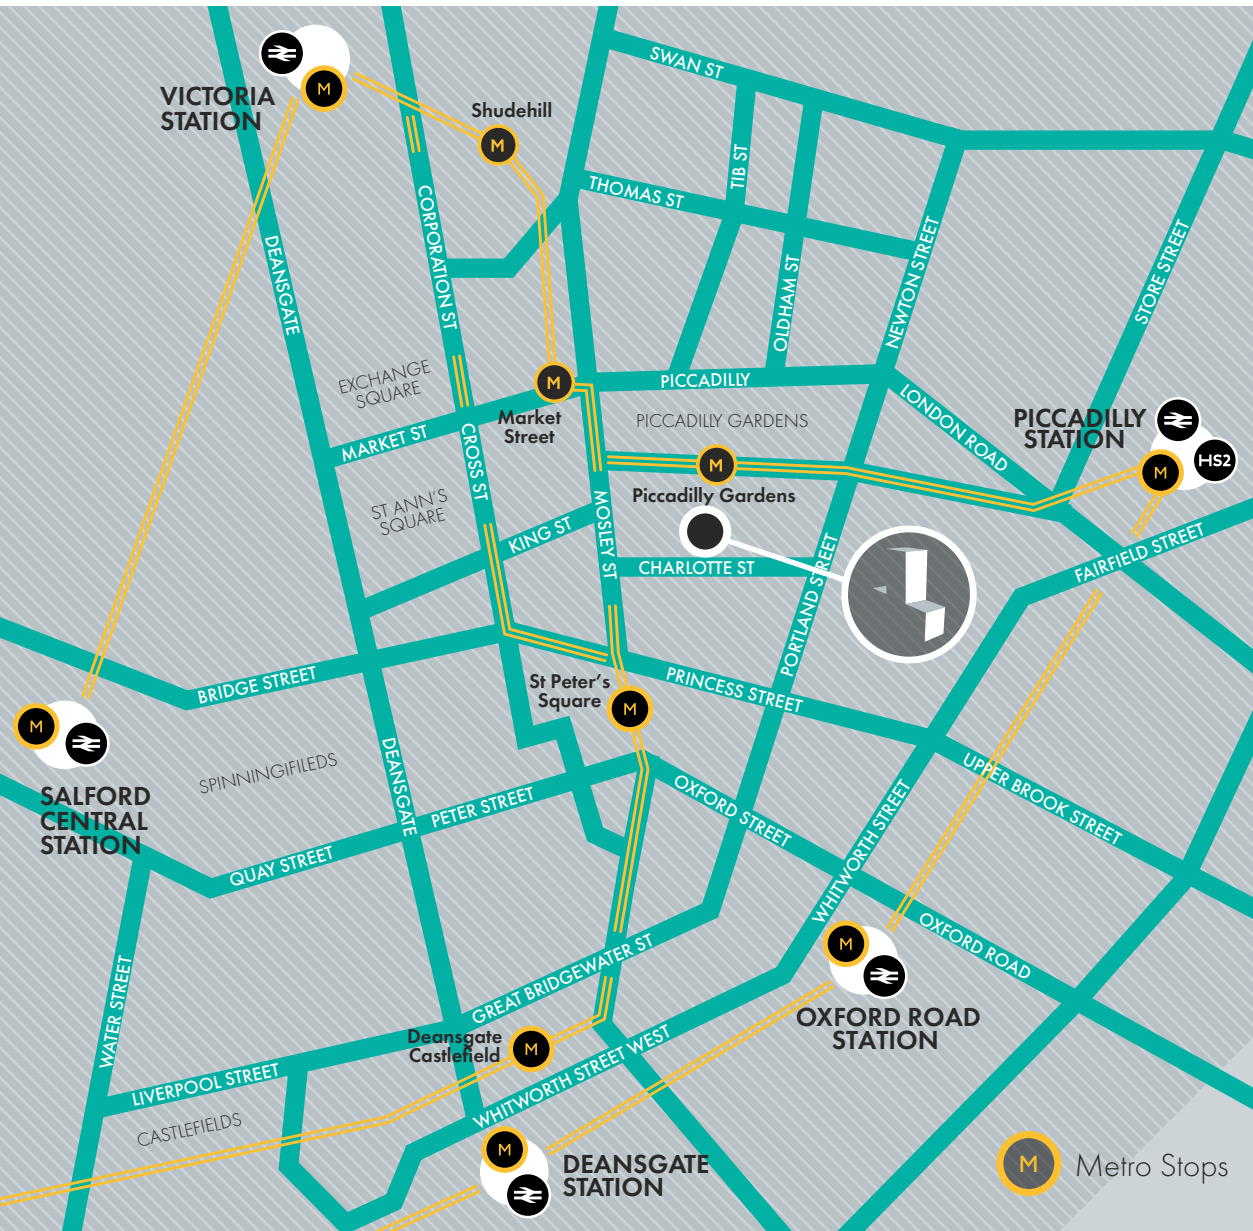 SWAN ST
M
VICTORIA
STATION
Shudehill
M
TIB ST
THOMAS ST
CORPORATION ST
DEANSGATE
OLDHAM ST
NEWTON STREET
STORE STREET
EXCHANGE
SQUARE
M
PICCADILLY
Market
Street
MARKET ST
CROSS ST
PICCADILLY GARDENS
LONDON ROAD
PICCADILLY
STATION
M
HS2
M
Piccadilly Gardens
ST ANN'S
SQUARE
KING ST
MOSLEY ST
CHARLOTTE ST
PORTLAND STREET
FAIRFIELD STREET
BRIDGE STREET
St Peter's
Square
M
PRINCESS STREET
M
SALFORD
CENTRAL
STATION
SPINNINGIFILEDS
DEANSGATE
PETER STREET
OXFORD STREET
UPPER BROOK STREET
WHITWORTH STREET
QUAY STREET
M
OXFORD ROAD
OXFORD ROAD
STATION
WATER STREET
GREAT BRIDGEWATER ST
Deansgate
Castlefield
M
LIVERPOOL STREET
WHITWORTH STREET WEST
CASTLEFIELDS
M
DEANSGATE
STATION
M
Metro Stops